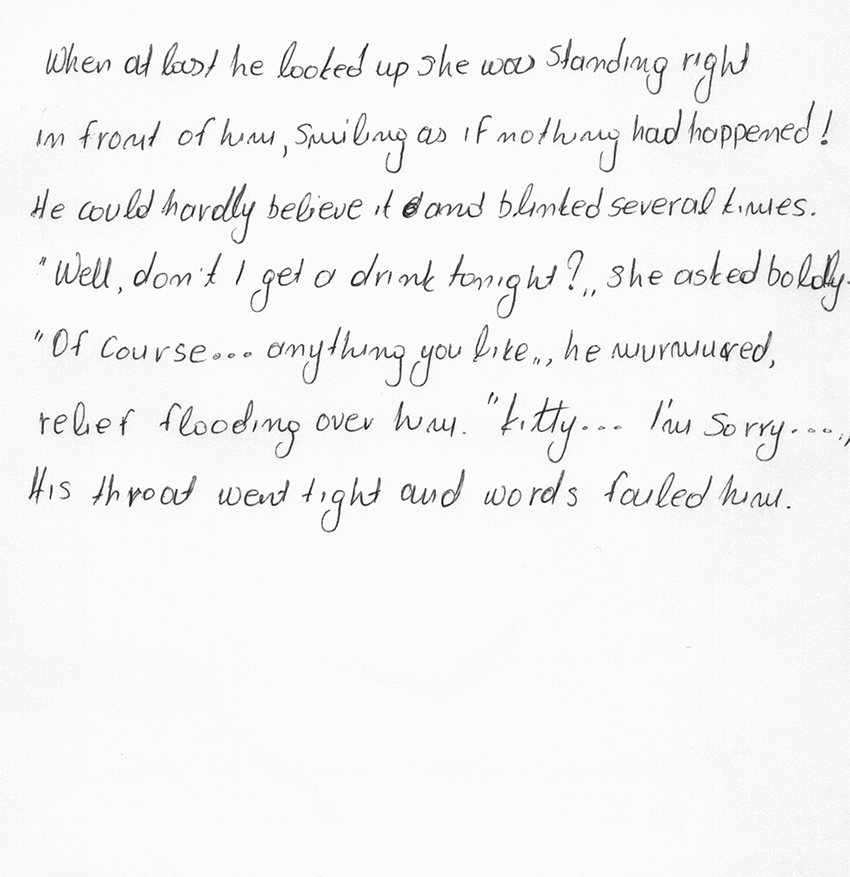 When at last he looked up she was standing right
in front of him, smiling as if nothing had happened!
He could hardly believe it and blinked several times.
"Well, don't I get a drink tonight?,, she asked boldly.
"Of course... anything you like,,, he murmured,
relief flooding over him. "Kitty... I'm sorry...,,
His throat went tight and words failed him.